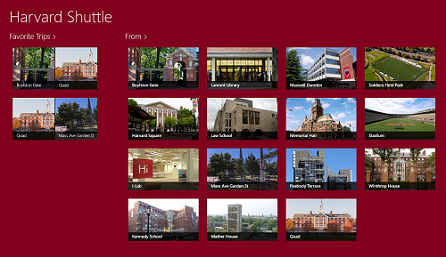 Harvard Shuttle
Favorite Trips >
From >
Boylston Gate
Quad
Quad
Mass Ave Garden St
Boylston Gate
Lamont Library
Maxwell Dworkin
Soldiers Field Park
Harvard Square
Law School
Memorial Hall
Stadium
i-Lab
Mass Ave Garden St
Peabody Terrace
Winthrop House
Kennedy School
Mather House
Quad